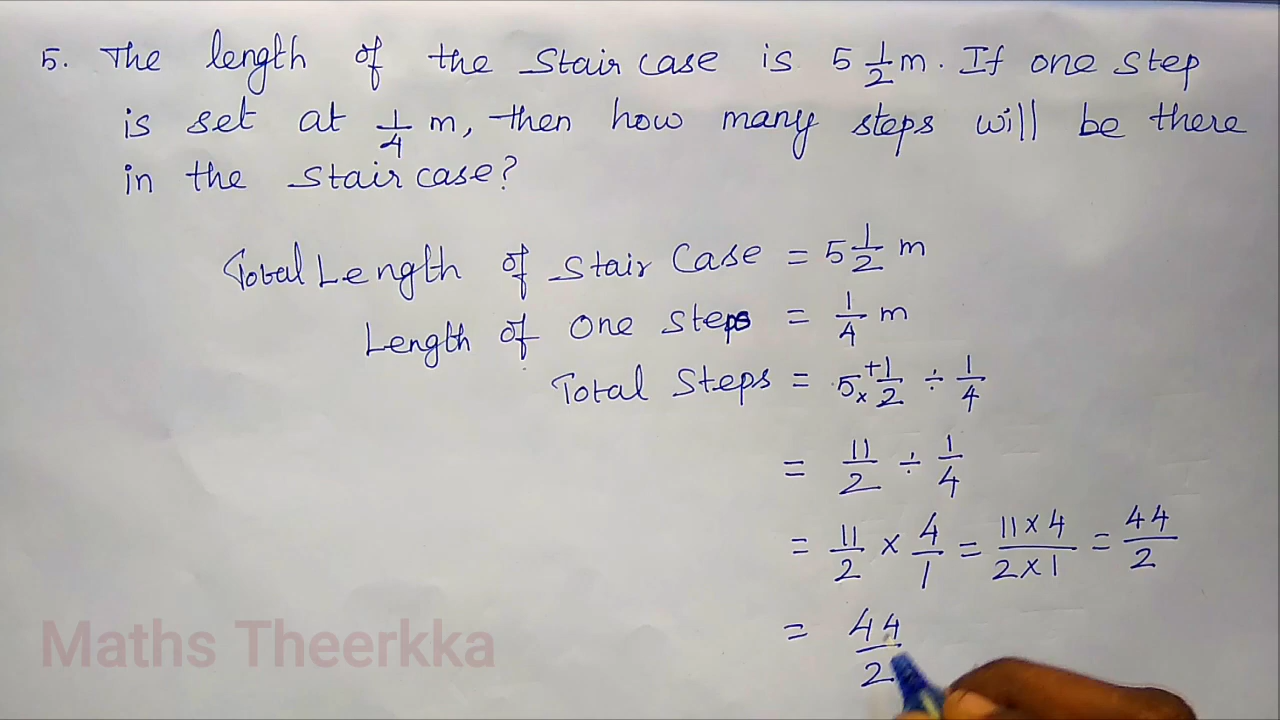 5. The length of the Stair case is 5 1/2 m. If one step
is set at 1/4 m, then how many steps will be there
in the stair case?
Total Length of stair Case = 5 1/2 m
Length of one steps = 1/4 m
Total Steps = 5 × + 1/2 ÷ 1/4
= 11/2 ÷ 1/4
= 11/2 × 4/1 = 11 × 4 / 2 × 1 = 44/2
= 44/2
Maths Theerkka